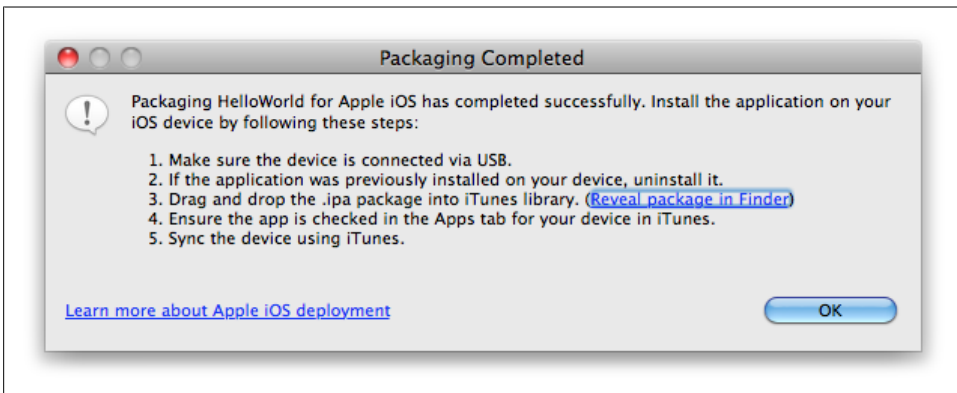 Packaging Completed
Packaging HelloWorld for Apple iOS has completed successfully. Install the application on your
iOS device by following these steps:
1. Make sure the device is connected via USB.
2. If the application was previously installed on your device, uninstall it.
3. Drag and drop the .ipa package into iTunes library. (Reveal package in Finder)
4. Ensure the app is checked in the Apps tab for your device in iTunes.
5. Sync the device using iTunes.
Learn more about Apple iOS deployment
OK